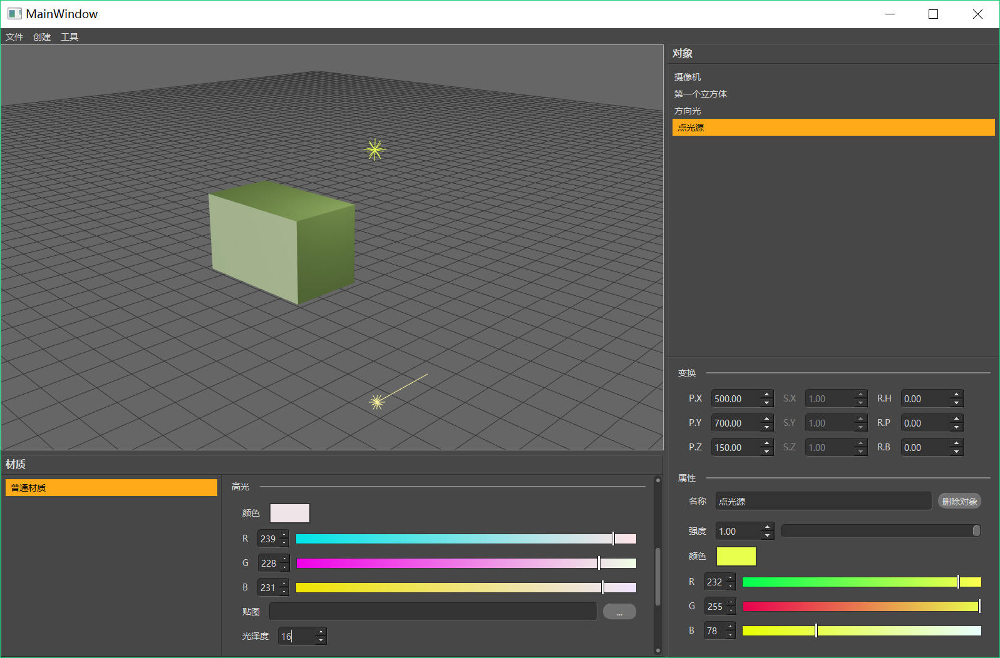 MainWindow
文件 创建 工具
对象
摄像机
第一个立方体
方向光
点光源
变换
P.X 500.00 S.X 1.00 R.H 0.00
P.Y 700.00 S.Y 1.00 R.P 0.00
P.Z 150.00 S.Z 1.00 R.B 0.00
属性
名称 点光源 删除对象
强度 1.00
颜色
R 232
G 255
B 78
材质
普通材质
高光
颜色
R 239
G 228
B 231
贴图 ...
光泽度 16